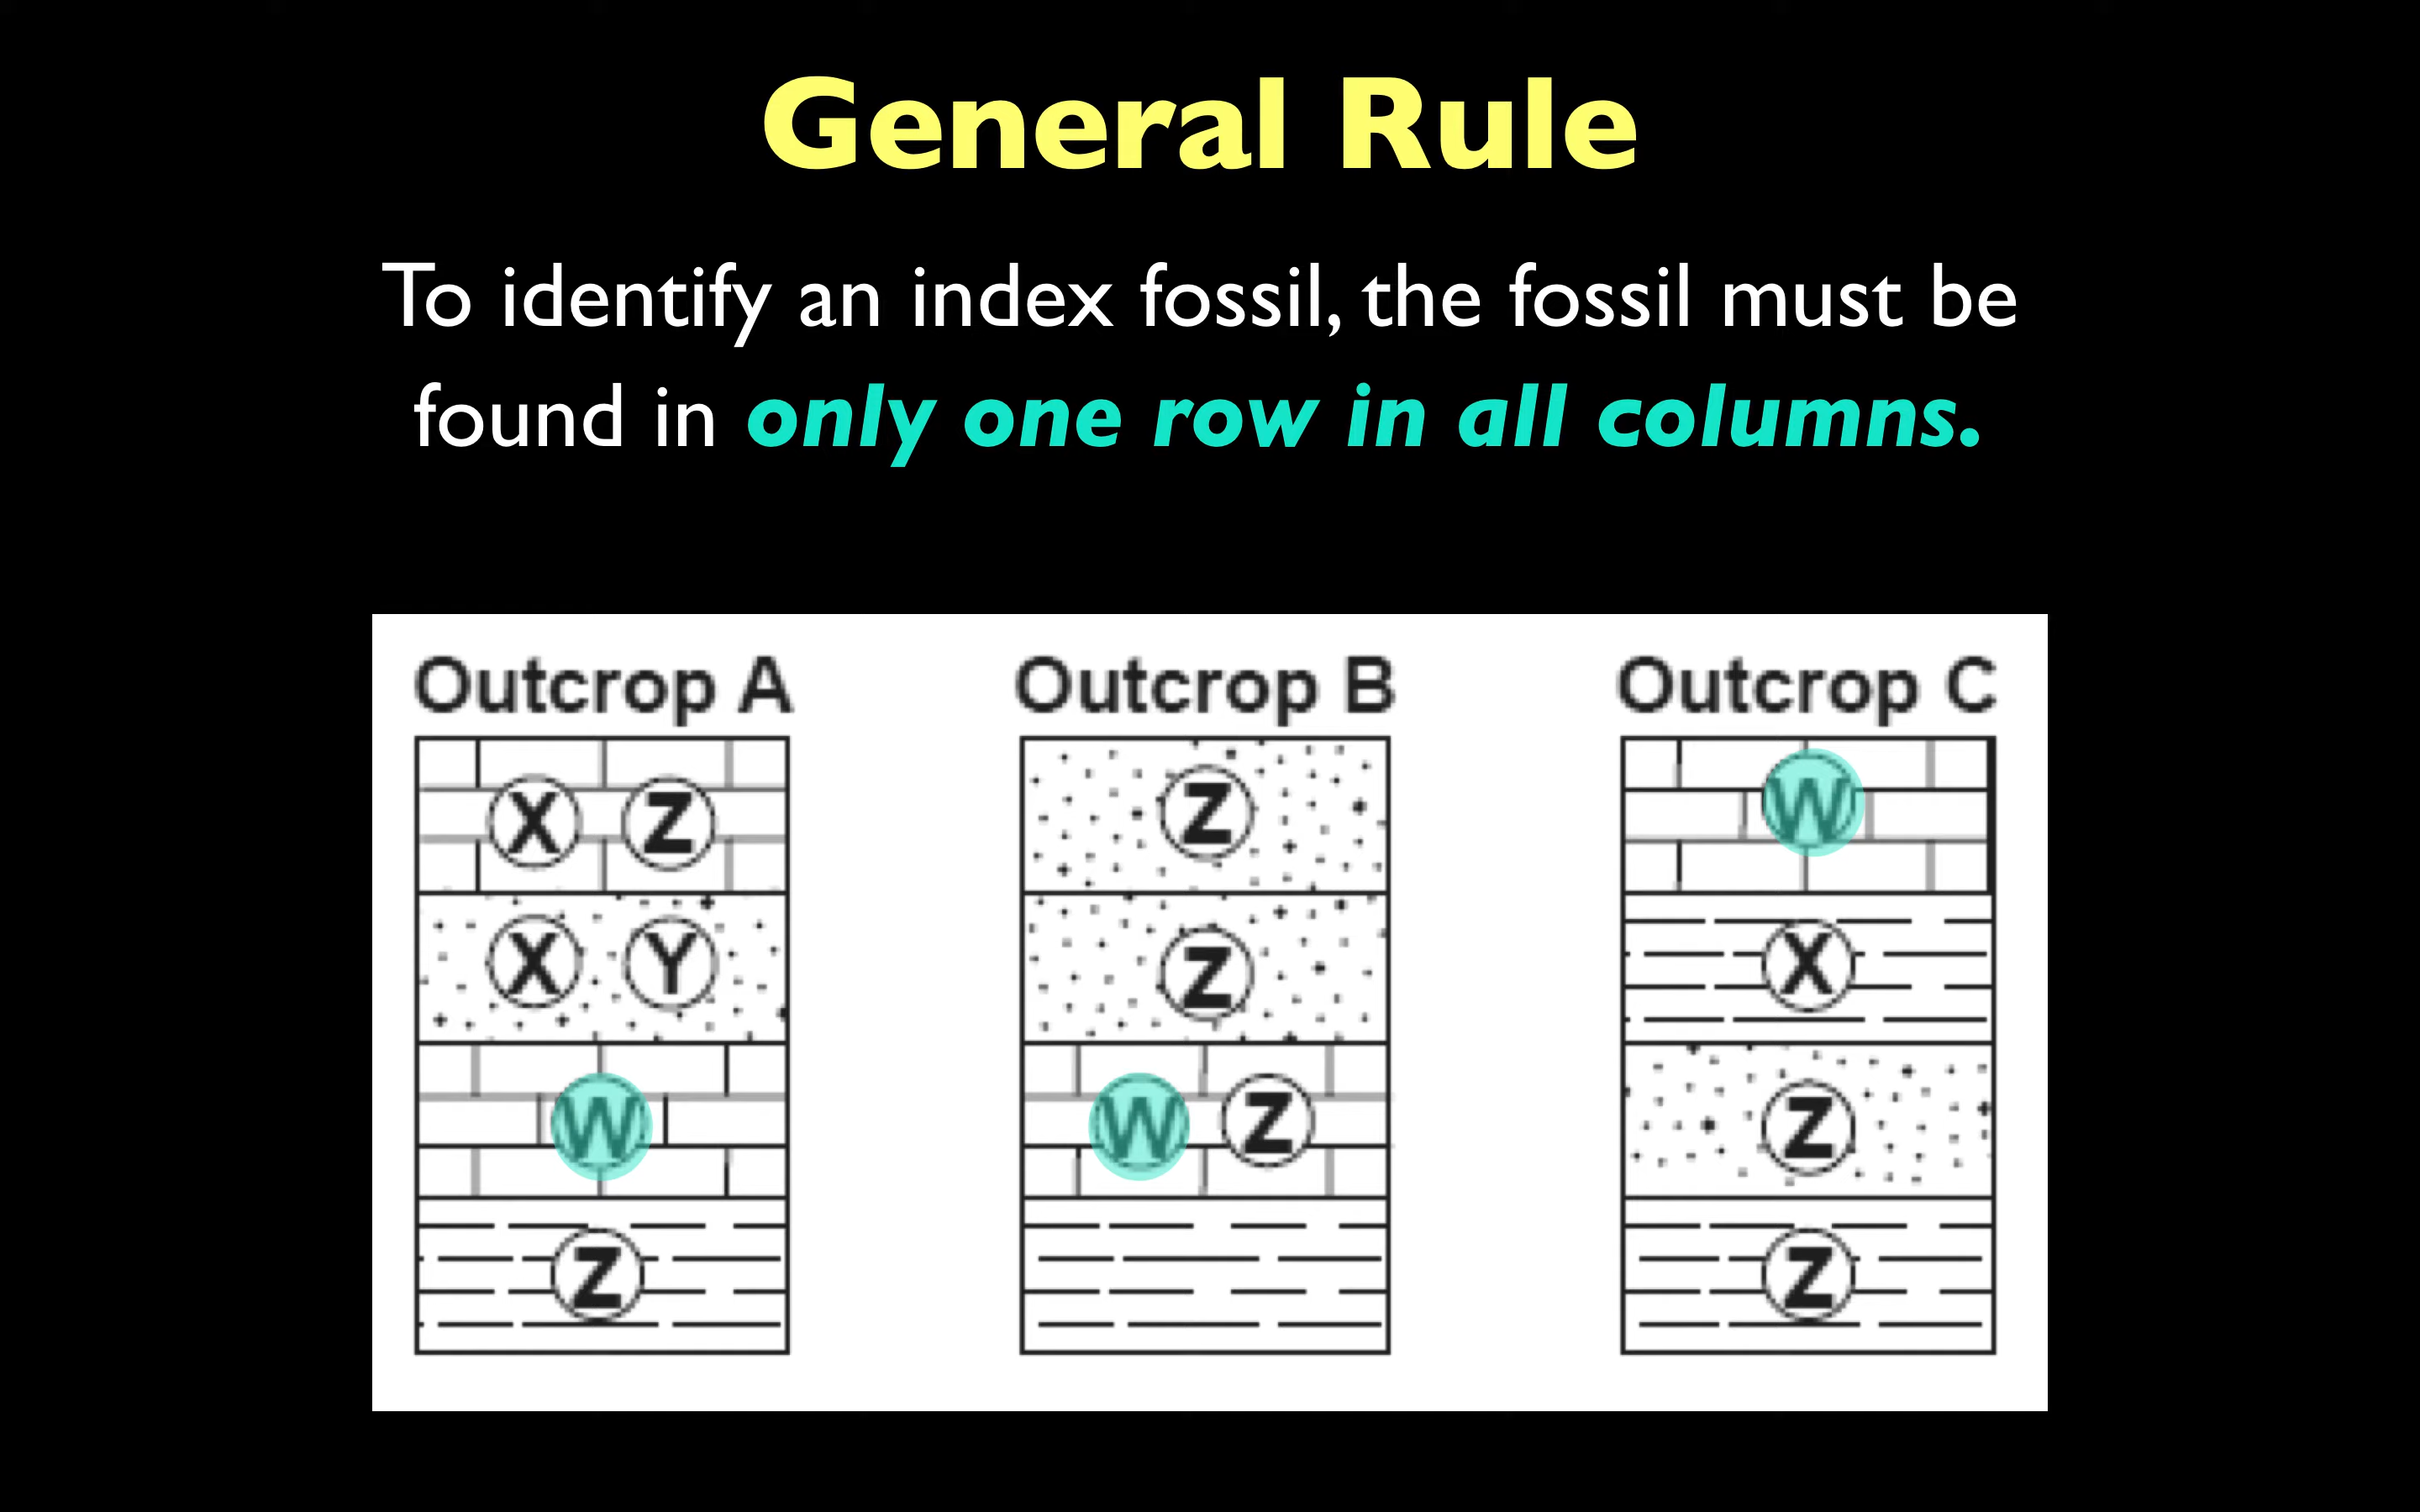 General Rule
To identify an index fossil, the fossil must be
found in only one row in all columns.
Outcrop A
X Z
X Y
W
Z
Outcrop B
Z
Z
W Z
Outcrop C
W
X
Z
Z